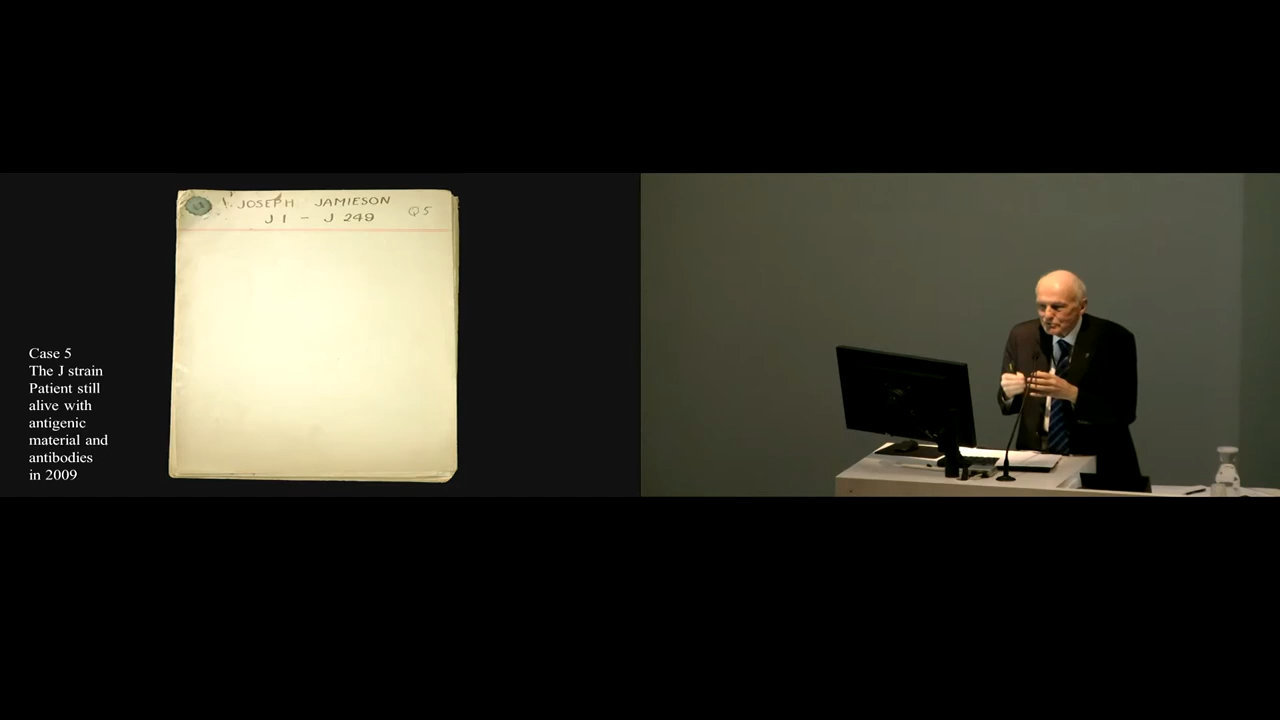 JOSEPH JAMIESON
J 1 - J 249
Q5
Case 5
The J strain
Patient still
alive with
antigenic
material and
antibodies
in 2009